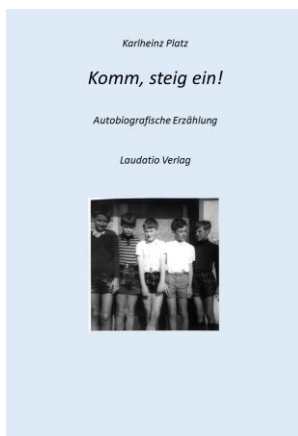 Karlheinz Platz
Komm, steig ein!
Autobiografische Erzählung
Laudatio Verlag